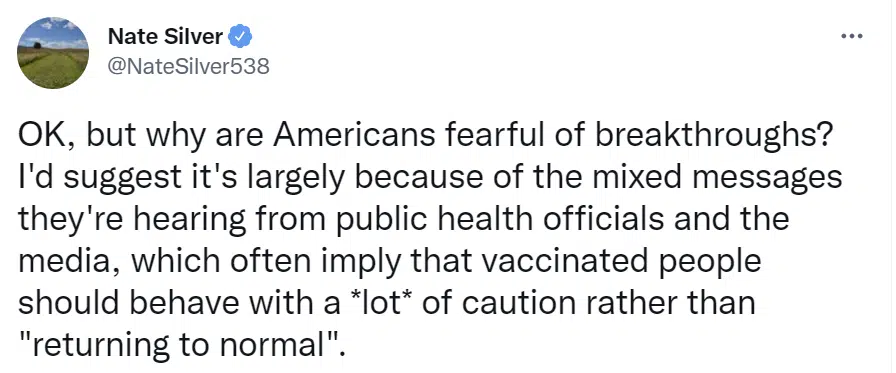 Nate Silver
@NateSilver538
OK, but why are Americans fearful of breakthroughs?
I'd suggest it's largely because of the mixed messages
they're hearing from public health officials and the
media, which often imply that vaccinated people
should behave with a *lot* of caution rather than
"returning to normal".